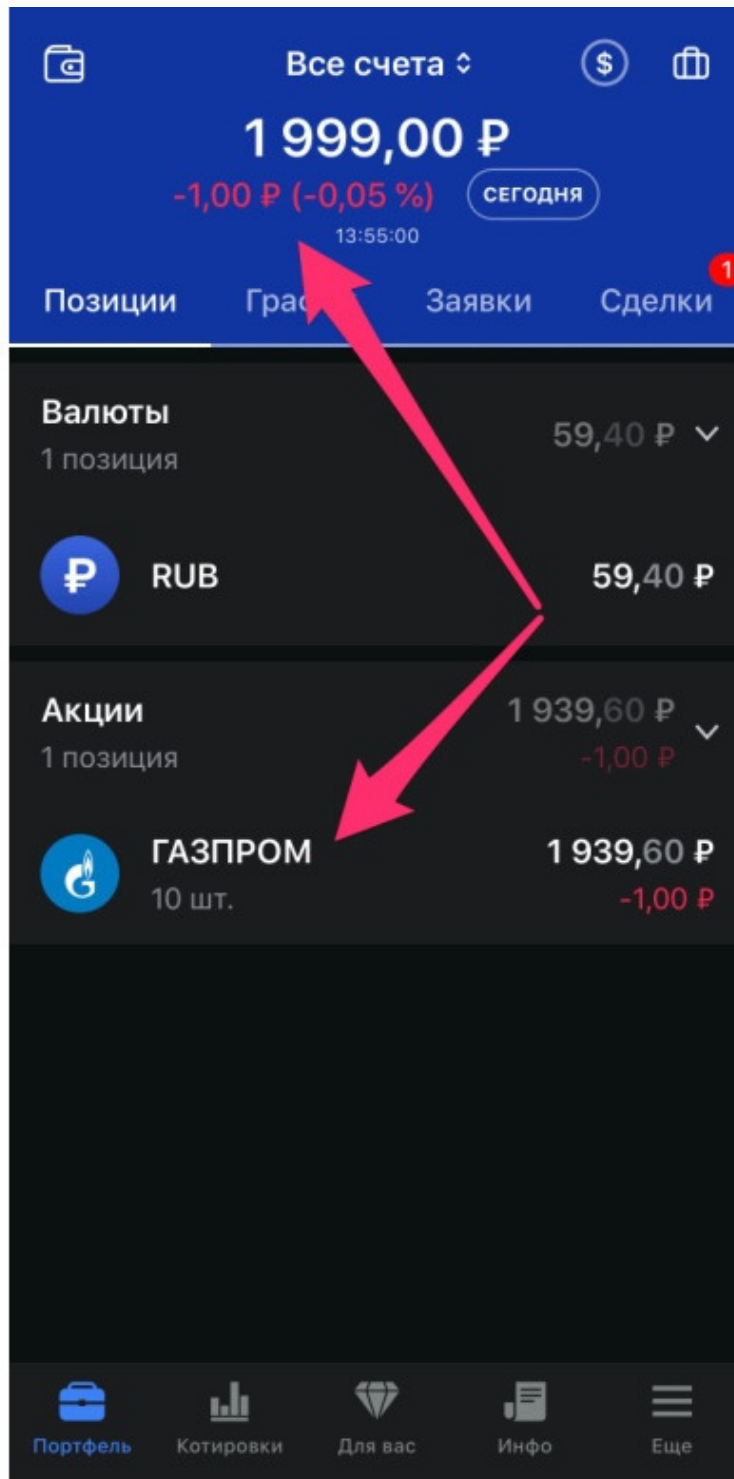 Все счета
$
1 999,00 ₽
-1,00 ₽ (-0,05 %) СЕГОДНЯ
13:55:00
1
Позиции Заявки Сделки
Валюты
59,40 ₽
1 позиция
₽ RUB 59,40 ₽
Акции 1 939,60 ₽
1 позиция -1,00 ₽
ГАЗПРОМ 1 939,60 ₽
10 шт. -1,00 ₽
Портфель Котировки Для вас Инфо Еще